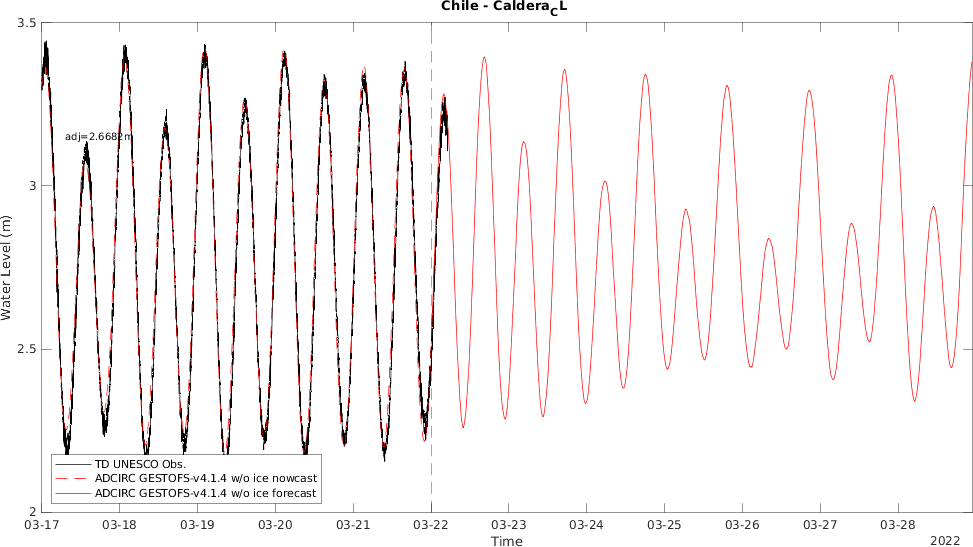 Chile - Caldera_CL
3.5
adj=2.6682m
3
Water Level (m)
2.5
TD UNESCO Obs.
ADCIRC GESTOFS-v4.1.4 w/o ice nowcast
ADCIRC GESTOFS-v4.1.4 w/o ice forecast
2
03-17 03-18 03-19 03-20 03-21 03-22 03-23 03-24 03-25 03-26 03-27 03-28
Time
2022